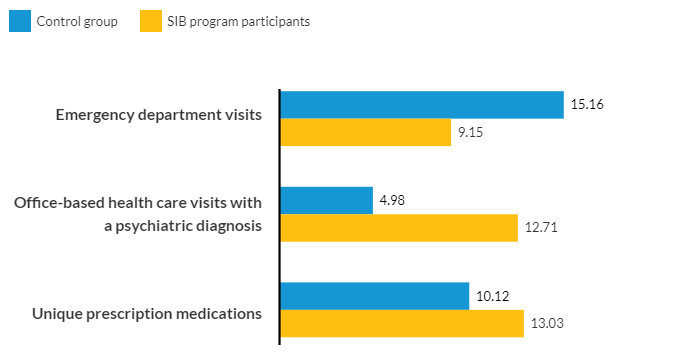 Control group
SIB program participants
Emergency department visits
15.16
9.15
Office-based health care visits with
a psychiatric diagnosis
4.98
12.71
Unique prescription medications
10.12
13.03